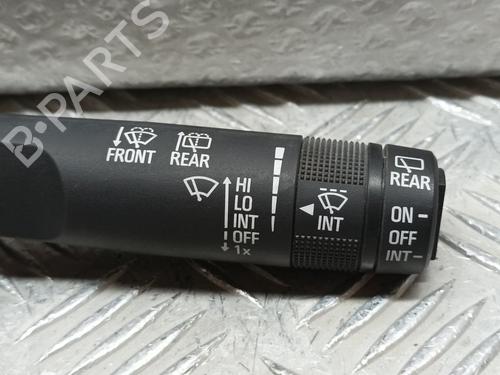 B-PARTS
FRONT REAR
HI
LO
INT
OFF
1x
INT
REAR
ON
OFF
INT